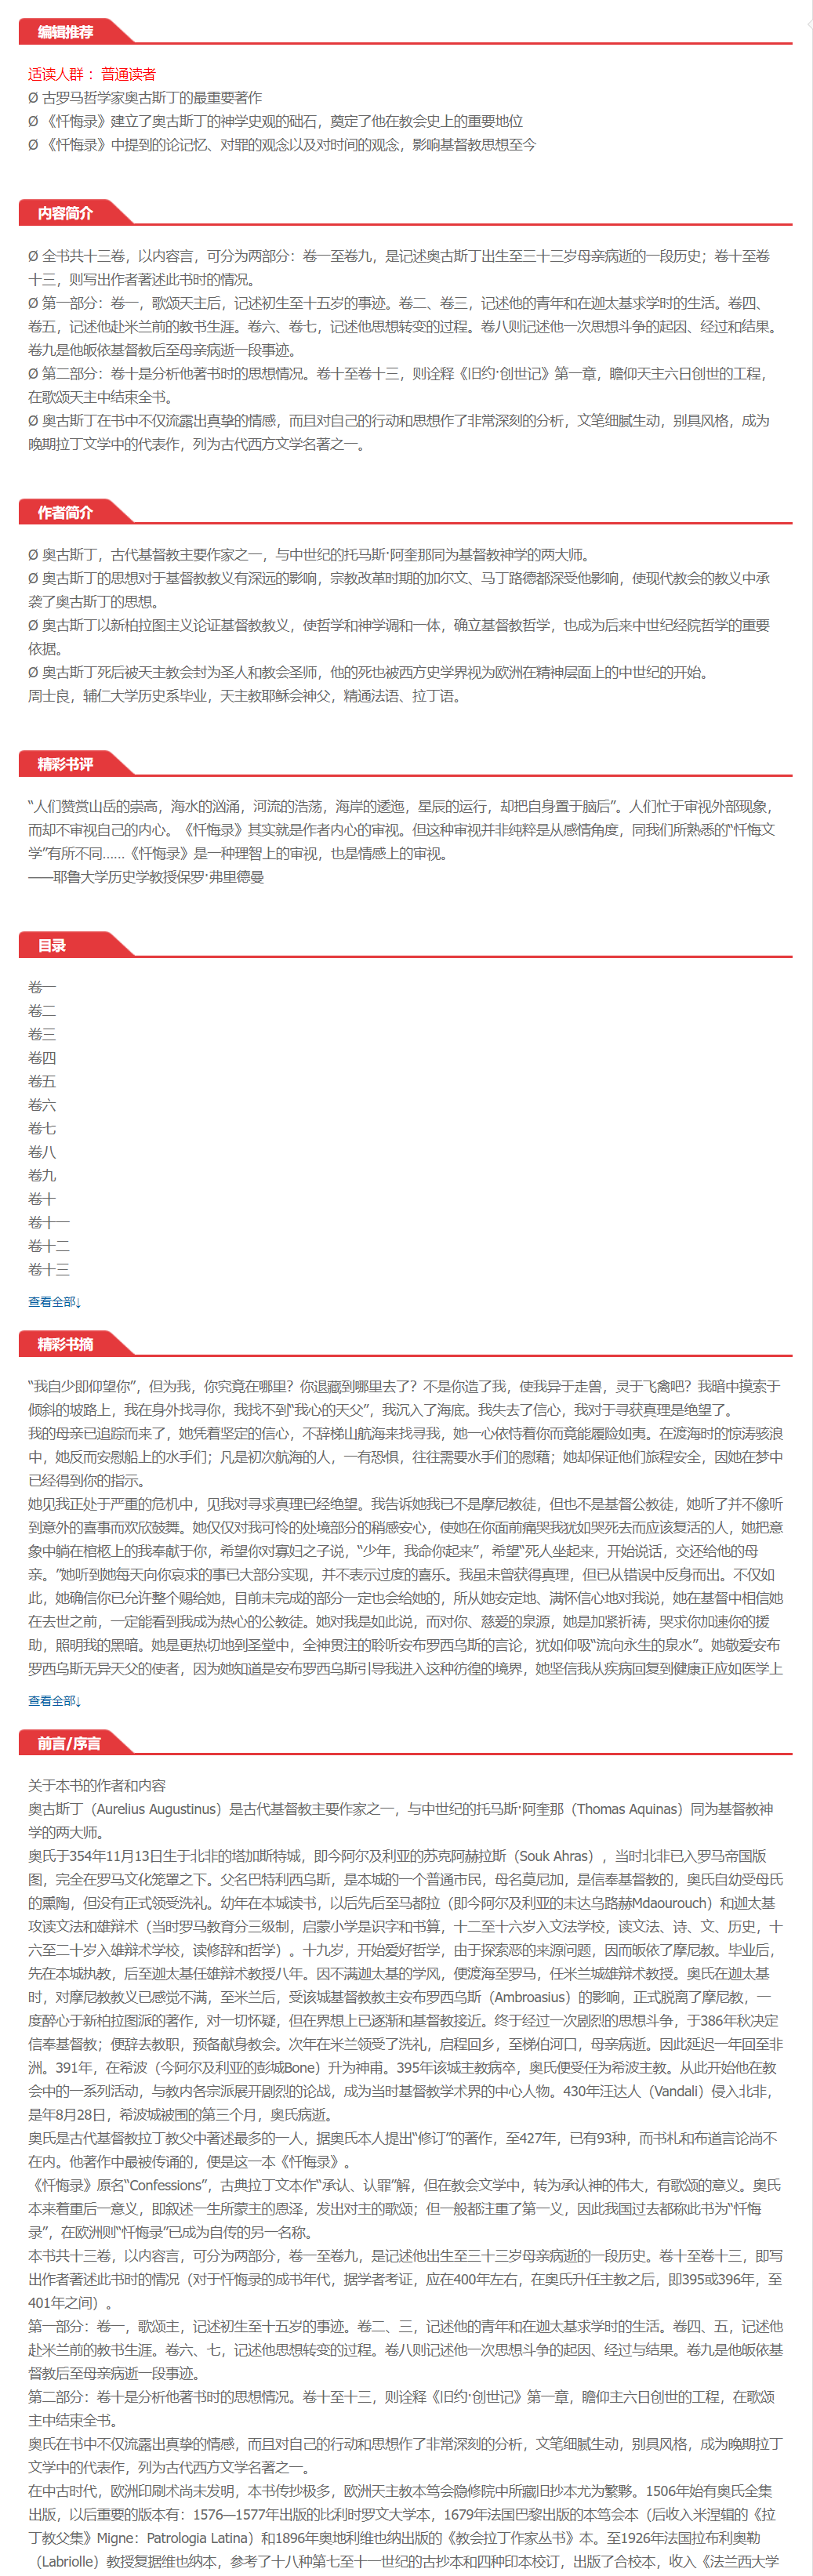 编辑推荐
适读人群 ：普通读者
Ø 古罗马哲学家奥古斯丁的最重要著作
Ø 《忏悔录》建立了奥古斯丁的神学史观的础石，奠定了他在教会史上的重要地位
Ø 《忏悔录》中提到的论记忆、对罪的观念以及对时间的观念，影响基督教思想至今
内容简介
Ø 全书共十三卷，以内容言，可分为两部分：卷一至卷九，是记述奥古斯丁出生至三十三岁母亲病逝的一段历史；卷十至卷
十三，则写出作者著述此书时的情况。
Ø 第一部分：卷一，歌颂天主后，记述初生至十五岁的事迹。卷二、卷三，记述他的青年和在迦太基求学时的生活。卷四、
卷五，记述他赴米兰前的教书生涯。卷六、卷七，记述他思想转变的过程。卷八则记述他一次思想斗争的起因、经过和结果。
卷九是他皈依基督教后至母亲病逝一段事迹。
Ø 第二部分：卷十是分析他著书时的思想情况。卷十至卷十三，则诠释《旧约·创世记》第一章，瞻仰天主六日创世的工程，
在歌颂天主中结束全书。
Ø 奥古斯丁在书中不仅流露出真挚的情感，而且对自己的行动和思想作了非常深刻的分析，文笔细腻生动，别具风格，成为
晚期拉丁文学中的代表作，列为古代西方文学名著之一。
作者简介
Ø 奥古斯丁，古代基督教主要作家之一，与中世纪的托马斯·阿奎那同为基督教神学的两大师。
Ø 奥古斯丁的思想对于基督教教义有深远的影响，宗教改革时期的加尔文、马丁路德都深受他影响，使现代教会的教义中承
袭了奥古斯丁的思想。
Ø 奥古斯丁以新柏拉图主义论证基督教教义，使哲学和神学调和一体，确立基督教哲学，也成为后来中世纪经院哲学的重要
依据。
Ø 奥古斯丁死后被天主教会封为圣人和教会圣师，他的死也被西方史学界视为欧洲在精神层面上的中世纪的开始。
周士良，辅仁大学历史系毕业，天主教耶稣会神父，精通法语、拉丁语。
精彩书评
“人们赞赏山岳的崇高，海水的汹涌，河流的浩荡，海岸的逶迤，星辰的运行，却把自身置于脑后”。人们忙于审视外部现象，
而却不审视自己的内心。《忏悔录》其实就是作者内心的审视。但这种审视并非纯粹是从感情角度，同我们所熟悉的“忏悔文
学”有所不同……《忏悔录》是一种理智上的审视，也是情感上的审视。
——耶鲁大学历史学教授保罗·弗里德曼
目录
卷一
卷二
卷三
卷四
卷五
卷六
卷七
卷八
卷九
卷十
卷十一
卷十二
卷十三
查看全部↓
精彩书摘
“我自少即仰望你”，但为我，你究竟在哪里？你退藏到哪里去了？不是你造了我，使我异于走兽，灵于飞禽吧？我暗中摸索于
倾斜的坡路上，我在身外找寻你，我找不到“我心的天父”，我沉入了海底。我失去了信心，我对于寻获真理是绝望了。
我的母亲已追踪而来了，她凭着坚定的信心，不辞梯山航海来找寻我，她一心依恃着你而竟能履险如夷。在渡海时的惊涛骇浪
中，她反而安慰船上的水手们；凡是初次航海的人，一有恐惧，往往需要水手们的慰藉；她却保证他们旅程安全，因她在梦中
已经得到你的指示。
她见我正处于严重的危机中，见我对寻求真理已经绝望。我告诉她我已不是摩尼教徒，但也不是基督公教徒，她听了并不像听
到意外的喜事而欢欣鼓舞。她仅仅对我可怜的处境部分的稍感安心，使她在你面前痛哭我犹如哭死去而应该复活的人，她把意
象中躺在棺柩上的我奉献于你，希望你对寡妇之子说，“少年，我命你起来”，希望“死人坐起来，开始说话，交还给他的母
亲。”她听到她每天向你哀求的事已大部分实现，并不表示过度的喜乐。我虽未曾获得真理，但已从错误中反身而出。不仅如
此，她确信你已允许整个赐给她，目前未完成的部分一定也会给她的，所从她安定地、满怀信心地对我说，她在基督中相信她
在去世之前，一定能看到我成为热心的公教徒。她对我是如此说，而对你、慈爱的泉源，她是加紧祈祷，哭求你加速你的援
助，照明我的黑暗。她是更热切地到圣堂中，全神贯注的聆听安布罗西乌斯的言论，犹如仰吸“流向永生的泉水”。她敬爱安布
罗西乌斯无异天父的使者，因为她知道是安布罗西乌斯引导我进入这种彷徨的境界，她坚信我从疾病回复到健康正应如医学上
查看全部↓
前言/序言
关于本书的作者和内容
奥古斯丁（Aurelius Augustinus）是古代基督教主要作家之一，与中世纪的托马斯·阿奎那（Thomas Aquinas）同为基督教神
学的两大师。
奥氏于354年11月13日生于北非的塔加斯特城，即今阿尔及利亚的苏克阿赫拉斯（Souk Ahras），当时北非已入罗马帝国版
图，完全在罗马文化笼罩之下。父名巴特利西乌斯，是本城的一个普通市民，母名莫尼加，是信奉基督教的，奥氏自幼受母氏
的熏陶，但没有正式领受洗礼。幼年在本城读书，以后先后至马都拉（即今阿尔及利亚的末达乌路赫Mdaourouch）和迦太基
攻读文法和雄辩术（当时罗马教育分三级制，启蒙小学是识字和书算，十二至十六岁入文法学校，读文法、诗、文、历史，十
六至二十岁入雄辩术学校，读修辞和哲学）。十九岁，开始爱好哲学，由于探索恶的来源问题，因而皈依了摩尼教。毕业后，
先在本城执教，后至迦太基任雄辩术教授八年。因不满迦太基的学风，便渡海至罗马，任米兰城雄辩术教授。奥氏在迦太基
时，对摩尼教教义已感觉不满，至米兰后，受该城基督教教主安布罗西乌斯（Ambroasius）的影响，正式脱离了摩尼教，一
度醉心于新柏拉图派的著作，对一切怀疑，但在思想上已逐渐和基督教接近。终于经过一次剧烈的思想斗争，于386年秋决定
信奉基督教；便辞去教职，预备献身教会。次年在米兰领受了洗礼，启程回乡，至梯伯河口，母亲病逝。因此延迟一年回至非
洲。391年，在希波（今阿尔及利亚的彭城Bone）升为神甫。395年该城主教病卒，奥氏便受任为希波主教。从此开始他在教
会中的一系列活动，与教内各宗派展开剧烈的论战，成为当时基督教学术界的中心人物。430年汪达人（Vandali）侵入北非，
是年8月28日，希波城被围的第三个月，奥氏病逝。
奥氏是古代基督教拉丁教父中著述最多的一人，据奥氏本人提出“修订”的著作，至427年，已有93种，而书札和布道言论尚不
在内。他著作中最被传诵的，便是这一本《忏悔录》。
《忏悔录》原名“Confessions”，古典拉丁文本作“承认、认罪”解，但在教会文学中，转为承认神的伟大，有歌颂的意义。奥氏
本来着重后一意义，即叙述一生所蒙主的恩泽，发出对主的歌颂；但一般都注重了第一义，因此我国过去都称此书为“忏悔
录”，在欧洲则“忏悔录”已成为自传的另一名称。
本书共十三卷，以内容言，可分为两部分，卷一至卷九，是记述他出生至三十三岁母亲病逝的一段历史。卷十至卷十三，即写
出作者著述此书时的情况（对于忏悔录的成书年代，据学者考证，应在400年左右，在奥氏升任主教之后，即395或396年，至
401年之间）。
第一部分：卷一，歌颂主，记述初生至十五岁的事迹。卷二、三，记述他的青年和在迦太基求学时的生活。卷四、五，记述他
赴米兰前的教书生涯。卷六、七，记述他思想转变的过程。卷八则记述他一次思想斗争的起因、经过与结果。卷九是他皈依基
督教后至母亲病逝一段事迹。
第二部分：卷十是分析他著书时的思想情况。卷十至十三，则诠释《旧约·创世记》第一章，瞻仰主六日创世的工程，在歌颂
主中结束全书。
奥氏在书中不仅流露出真挚的情感，而且对自己的行动和思想作了非常深刻的分析，文笔细腻生动，别具风格，成为晚期拉丁
文学中的代表作，列为古代西方文学名著之一。
在中古时代，欧洲印刷术尚未发明，本书传抄极多，欧洲天主教本笃会隐修院中所藏旧抄本尤为繁夥。1506年始有奥氏全集
出版，以后重要的版本有：1576—1577年出版的比利时罗文大学本，1679年法国巴黎出版的本笃会本（后收入米涅辑的《拉
丁教父集》Migne：Patrologia Latina）和1896年奥地利维也纳出版的《教会拉丁作家丛书》本。至1926年法国拉布利奥勒
（Labriolle）教授复据维也纳本，参考了十八种第七至十一世纪的古抄本和四种印本校订，出版了合校本，收入《法兰西大学